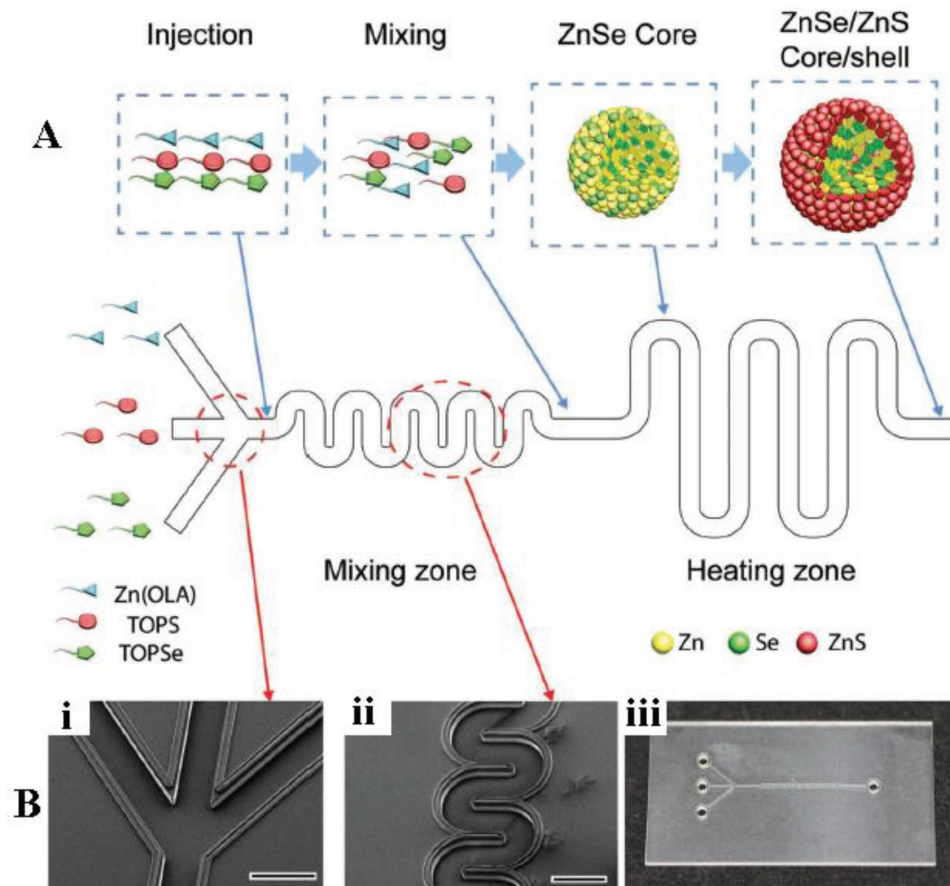 Injection
Mixing
ZnSe Core
ZnSe/ZnS
Core/shell
A
Mixing zone
Heating zone
Zn(OLA)
TOPS
TOPSe
Zn
Se
ZnS
B
i
ii
iii